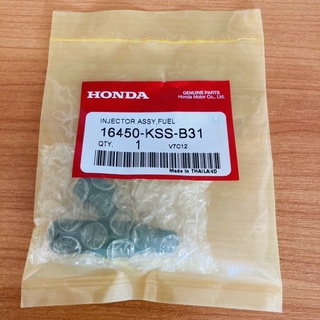 HONDA
GENUINE PARTS
Honda Motor Co., Ltd.
INJECTOR ASSY,FUEL
16450-KSS-B31
QTY. 1 V7C12
Made in THAILAND